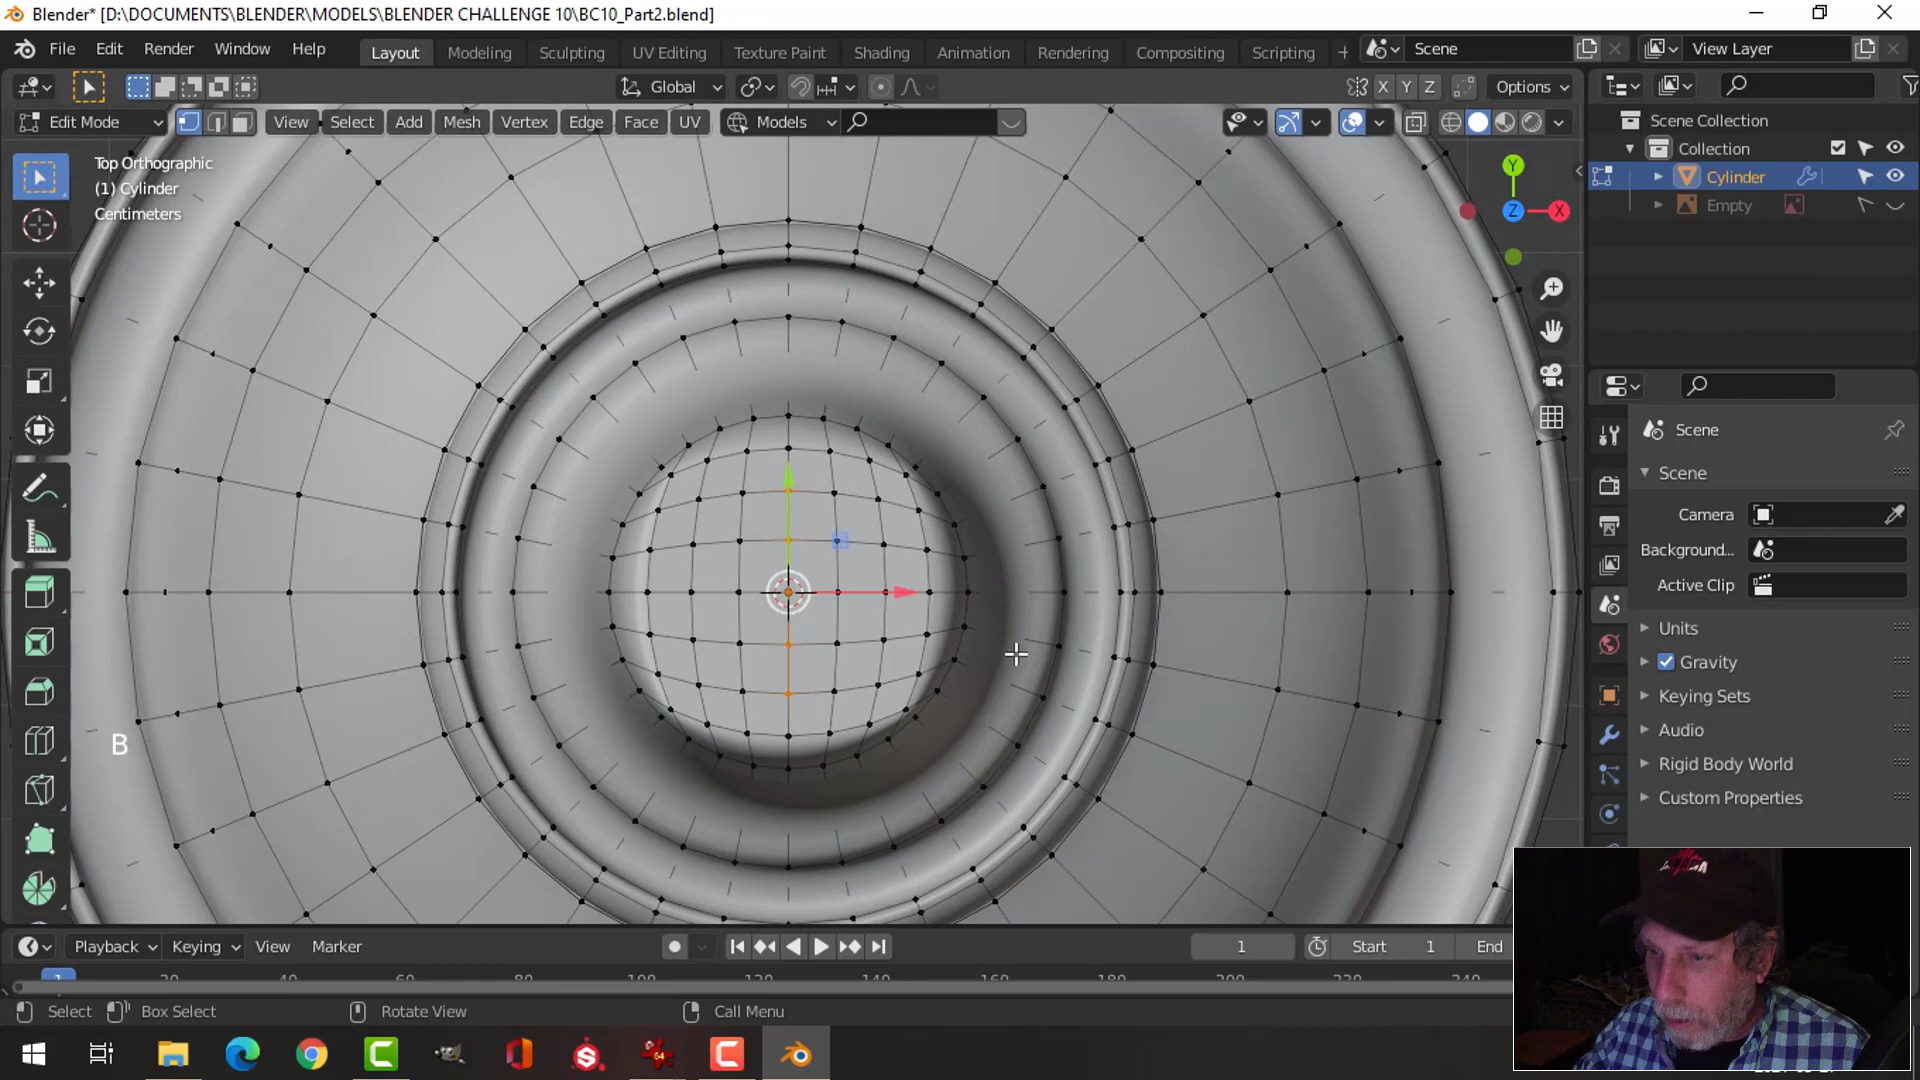 Blender* [D:\DOCUMENTS\BLENDER\MODELS\BLENDER CHALLENGE 10\BC10_Part2.blend]
File Edit Render Window Help Layout Modeling Sculpting UV Editing Texture Paint Shading Animation Rendering Compositing Scripting + Scene View Layer
Global X Y Z Options
Edit Mode View Select Add Mesh Vertex Edge Face UV Models
Scene Collection
Collection
Cylinder
Empty
Top Orthographic
(1) Cylinder
Centimeters
Y
Z
X
Scene
Scene
Camera
Background...
Active Clip
Units
Gravity
Keying Sets
Audio
Rigid Body World
Custom Properties
B
Playback Keying View Marker 1 Start 1 End
1
Select Box Select Rotate View Call Menu